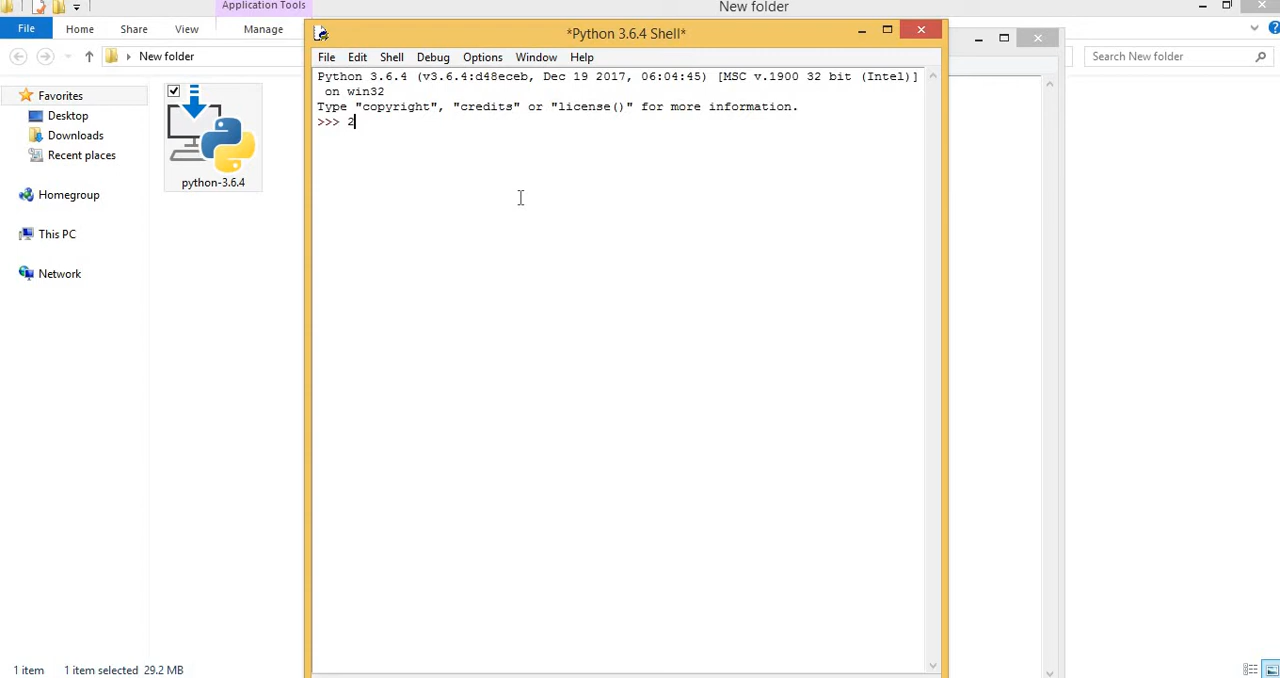 Application Tools
New folder
File
Home
Share
View
Manage
New folder
Search New Folder
Favorites
Desktop
Downloads
Recent places
Homegroup
This PC
Network
python-3.6.4
*Python 3.6.4 Shell*
File Edit Shell Debug Options Window Help
Python 3.6.4 (v3.6.4:d48eceb, Dec 19 2017, 06:04:45) [MSC v.1900 32 bit (Intel)]
on win32
Type "copyright", "credits" or "license()" for more information.
>>> 2
1 item
1 item selected 29.2 MB